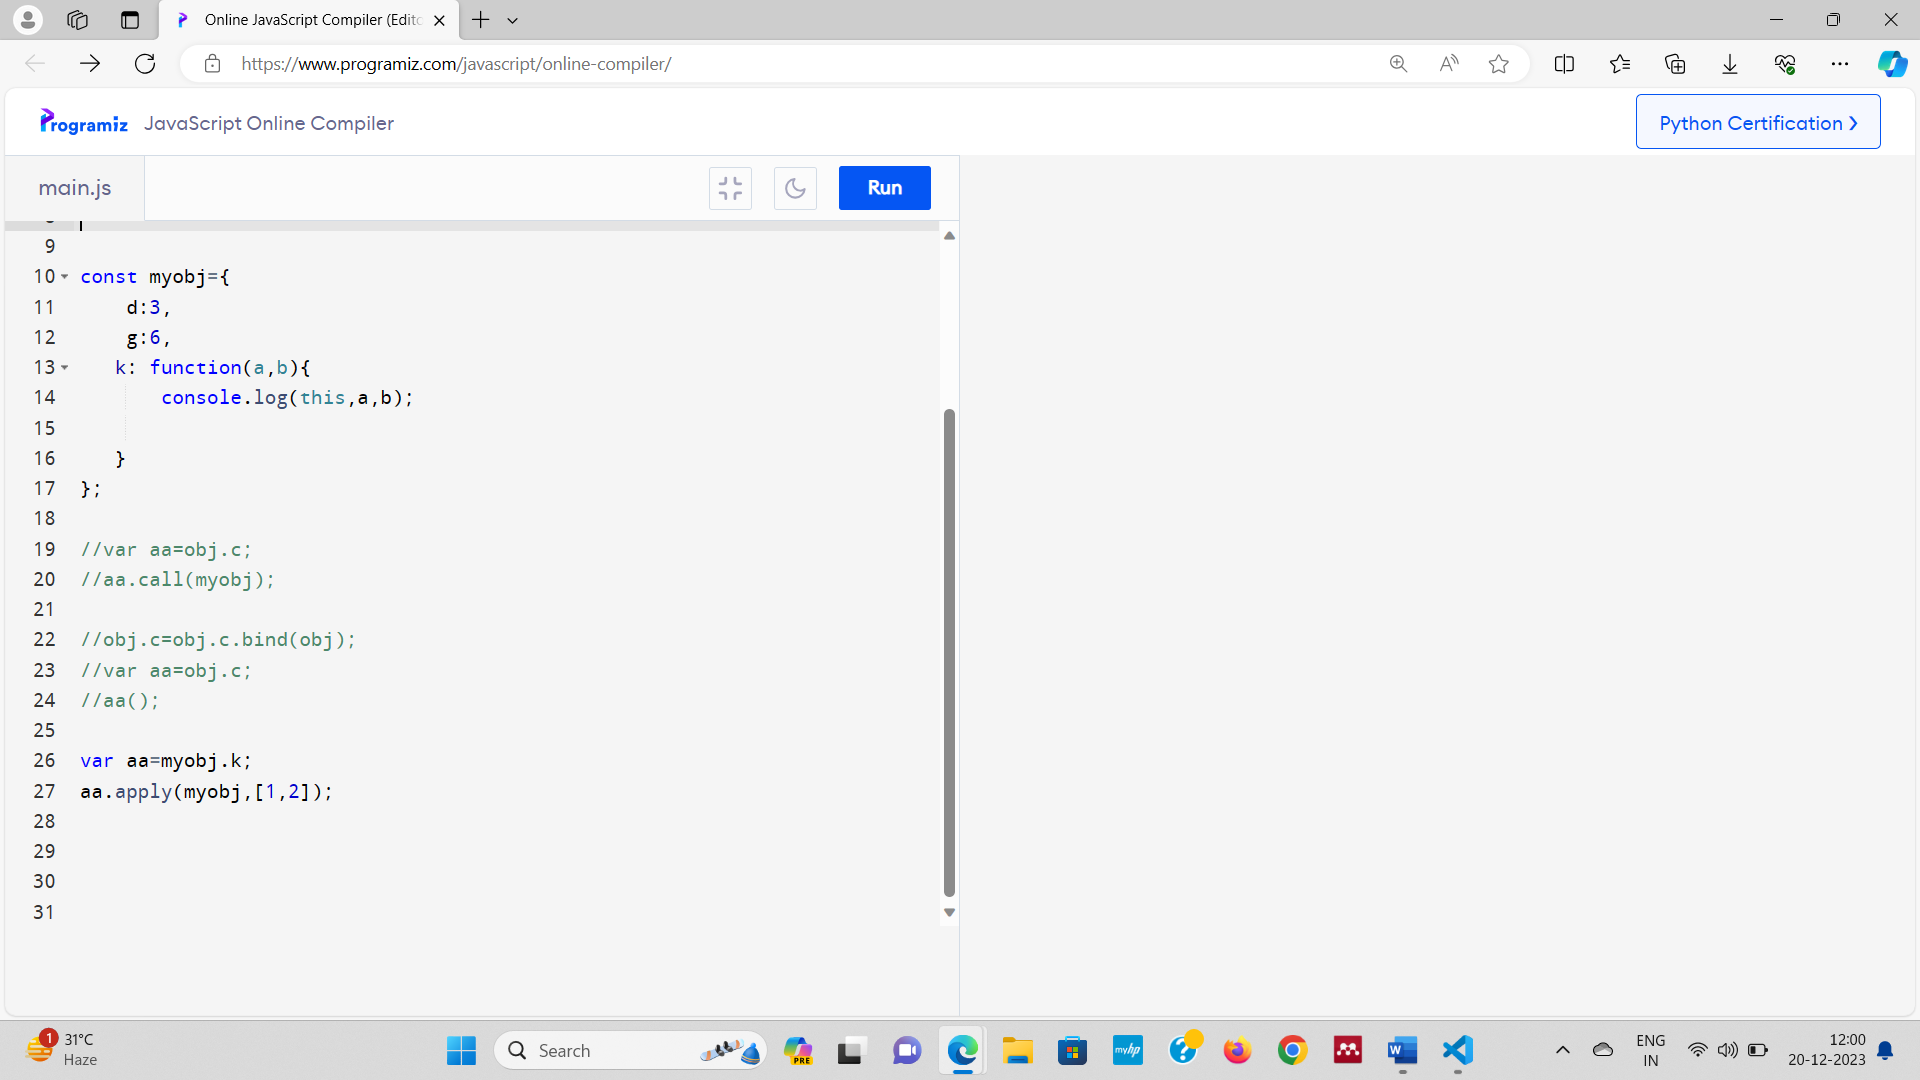 Online JavaScript Compiler (Edito
https://www.programiz.com/javascript/online-compiler/
Programiz JavaScript Online Compiler
Python Certification ❯
main.js
Run
9
10 const myobj={
11     d:3,
12     g:6,
13    k: function(a,b){
14        console.log(this,a,b);
15
16    }
17 };
18
19 //var aa=obj.c;
20 //aa.call(myobj);
21
22 //obj.c=obj.c.bind(obj);
23 //var aa=obj.c;
24 //aa();
25
26 var aa=myobj.k;
27 aa.apply(myobj,[1,2]);
28
29
30
31
1
31°C
Haze
Search
PRE
myhp
ENG
IN
12:00
20-12-2023